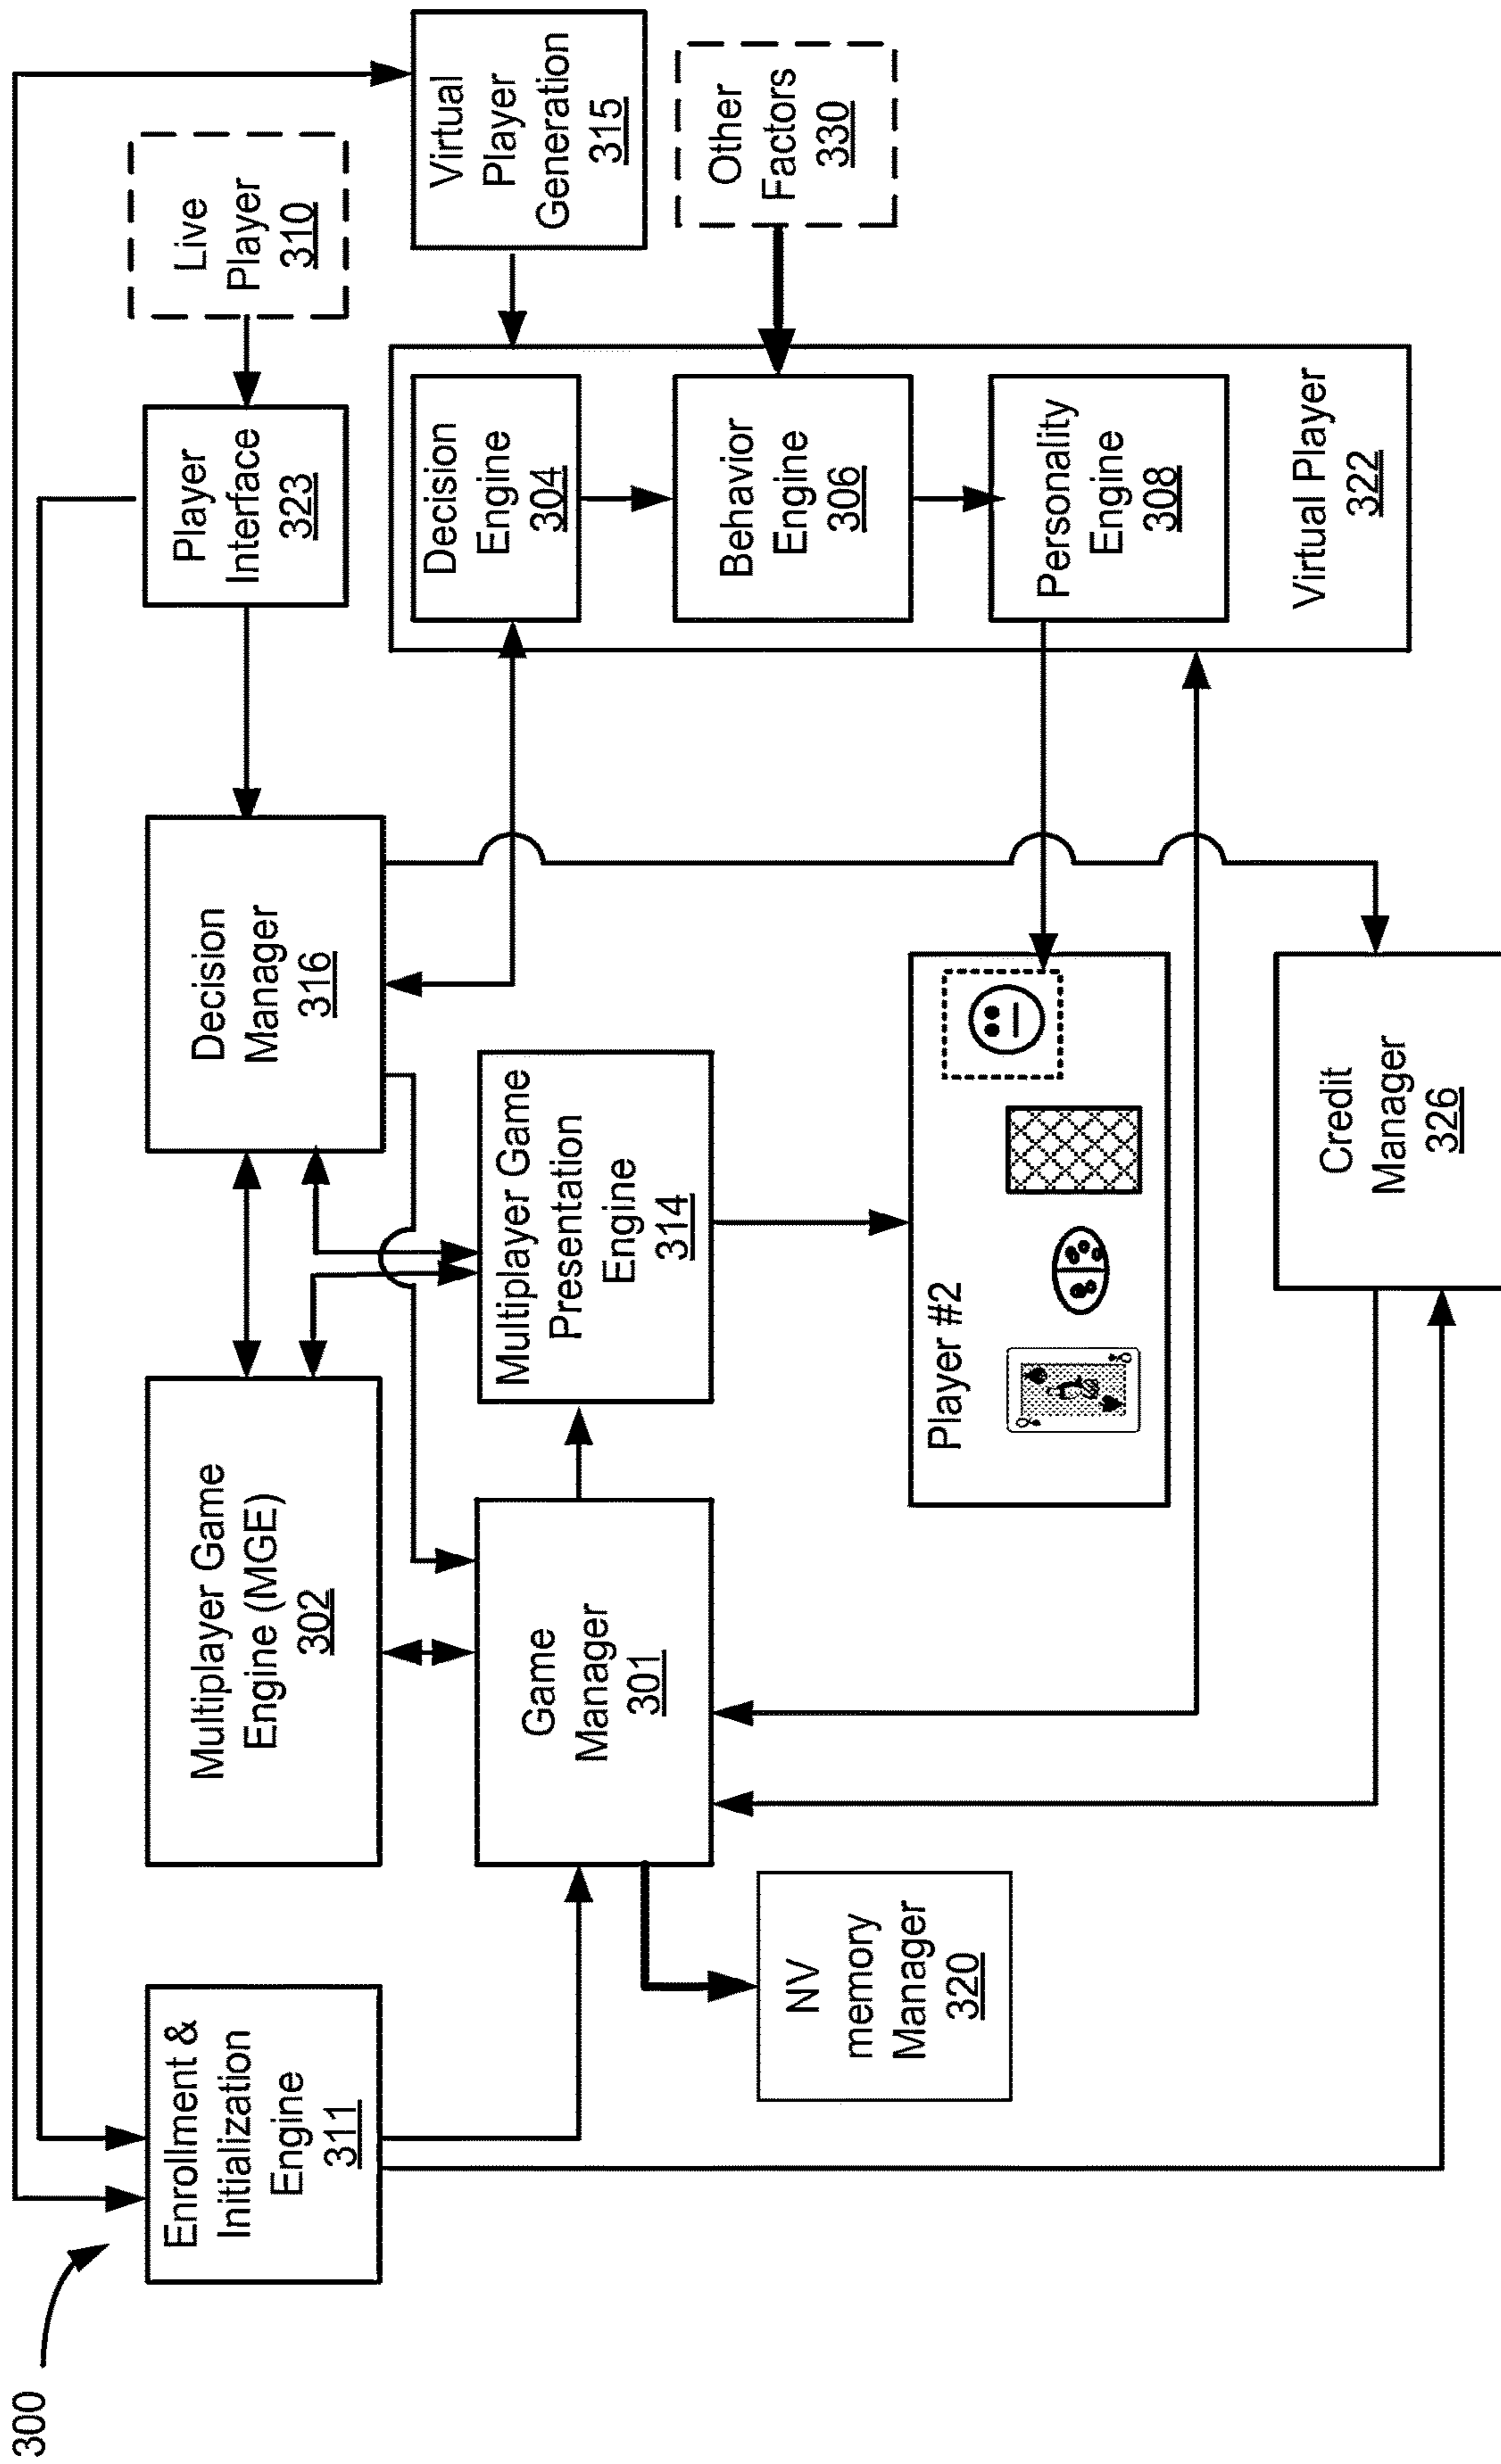 300
Enrollment &
Initialization
Engine
311
Multiplayer Game
Engine (MGE)
302
Decision
Manager
316
Player
Interface
323
Live
Player
310
Virtual
Player
Generation
315
Game
Manager
301
Multiplayer Game
Presentation
Engine
314
Decision
Engine
304
Behavior
Engine
306
Personality
Engine
308
Virtual Player
322
Other
Factors
330
NV
memory
Manager
320
Player #2
Q
Q
Credit
Manager
326